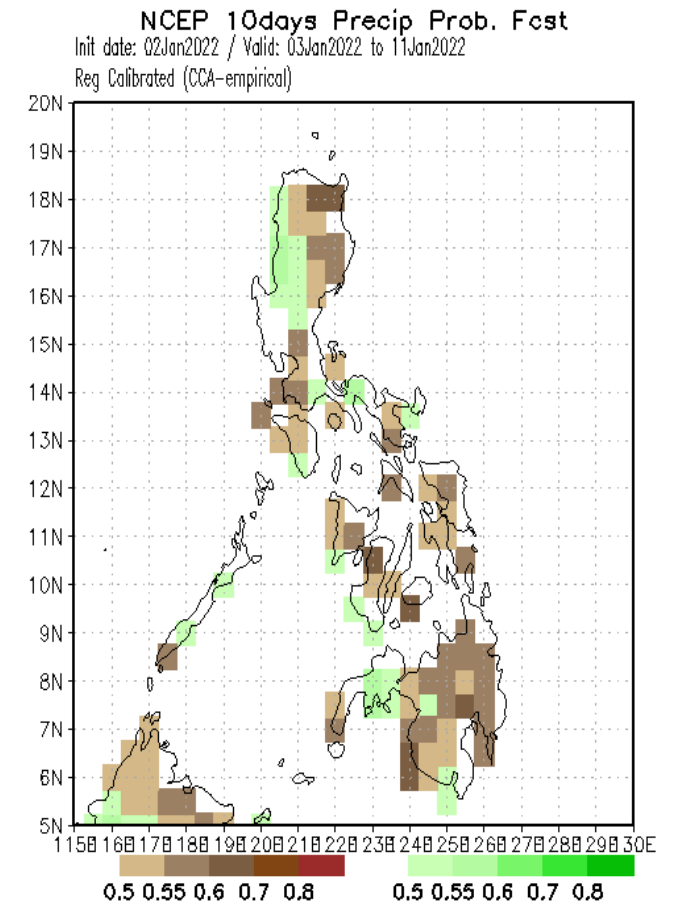 NCEP 10days Precip Prob. Fcst
Init date: 02Jan2022 / Valid: 03Jan2022 to 11Jan2022
Reg Calibrated (CCA-empirical)
20N
19N
18N
17N
16N
15N
14N
13N
12N
11N
10N
9N
8N
7N
6N
5N
115E 116E 117E 118E 119E 120E 121E 122E 123E 124E 125E 126E 127E 128E 129E 130E
0.5 0.55 0.6 0.7 0.8 0.5 0.55 0.6 0.7 0.8